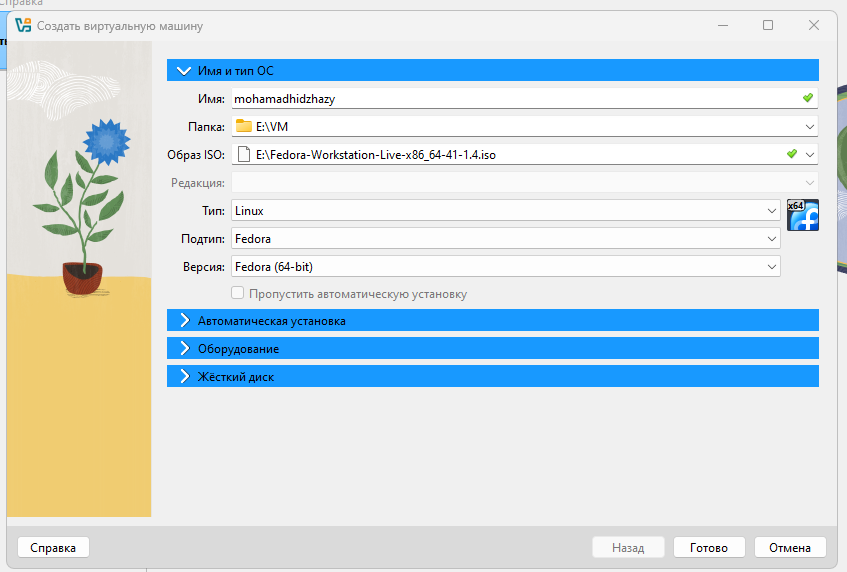 Справка
Создать виртуальную машину
Имя и тип ОС
Имя: mohamadhidzhazy
Папка: E:\VM
Образ ISO: E:\Fedora-Workstation-Live-x86_64-41-1.4.iso
Редакция:
Тип: Linux
x64
Подтип: Fedora
Версия: Fedora (64-bit)
Пропустить автоматическую установку
Автоматическая установка
Оборудование
Жёсткий диск
Справка Назад Готово Отмена